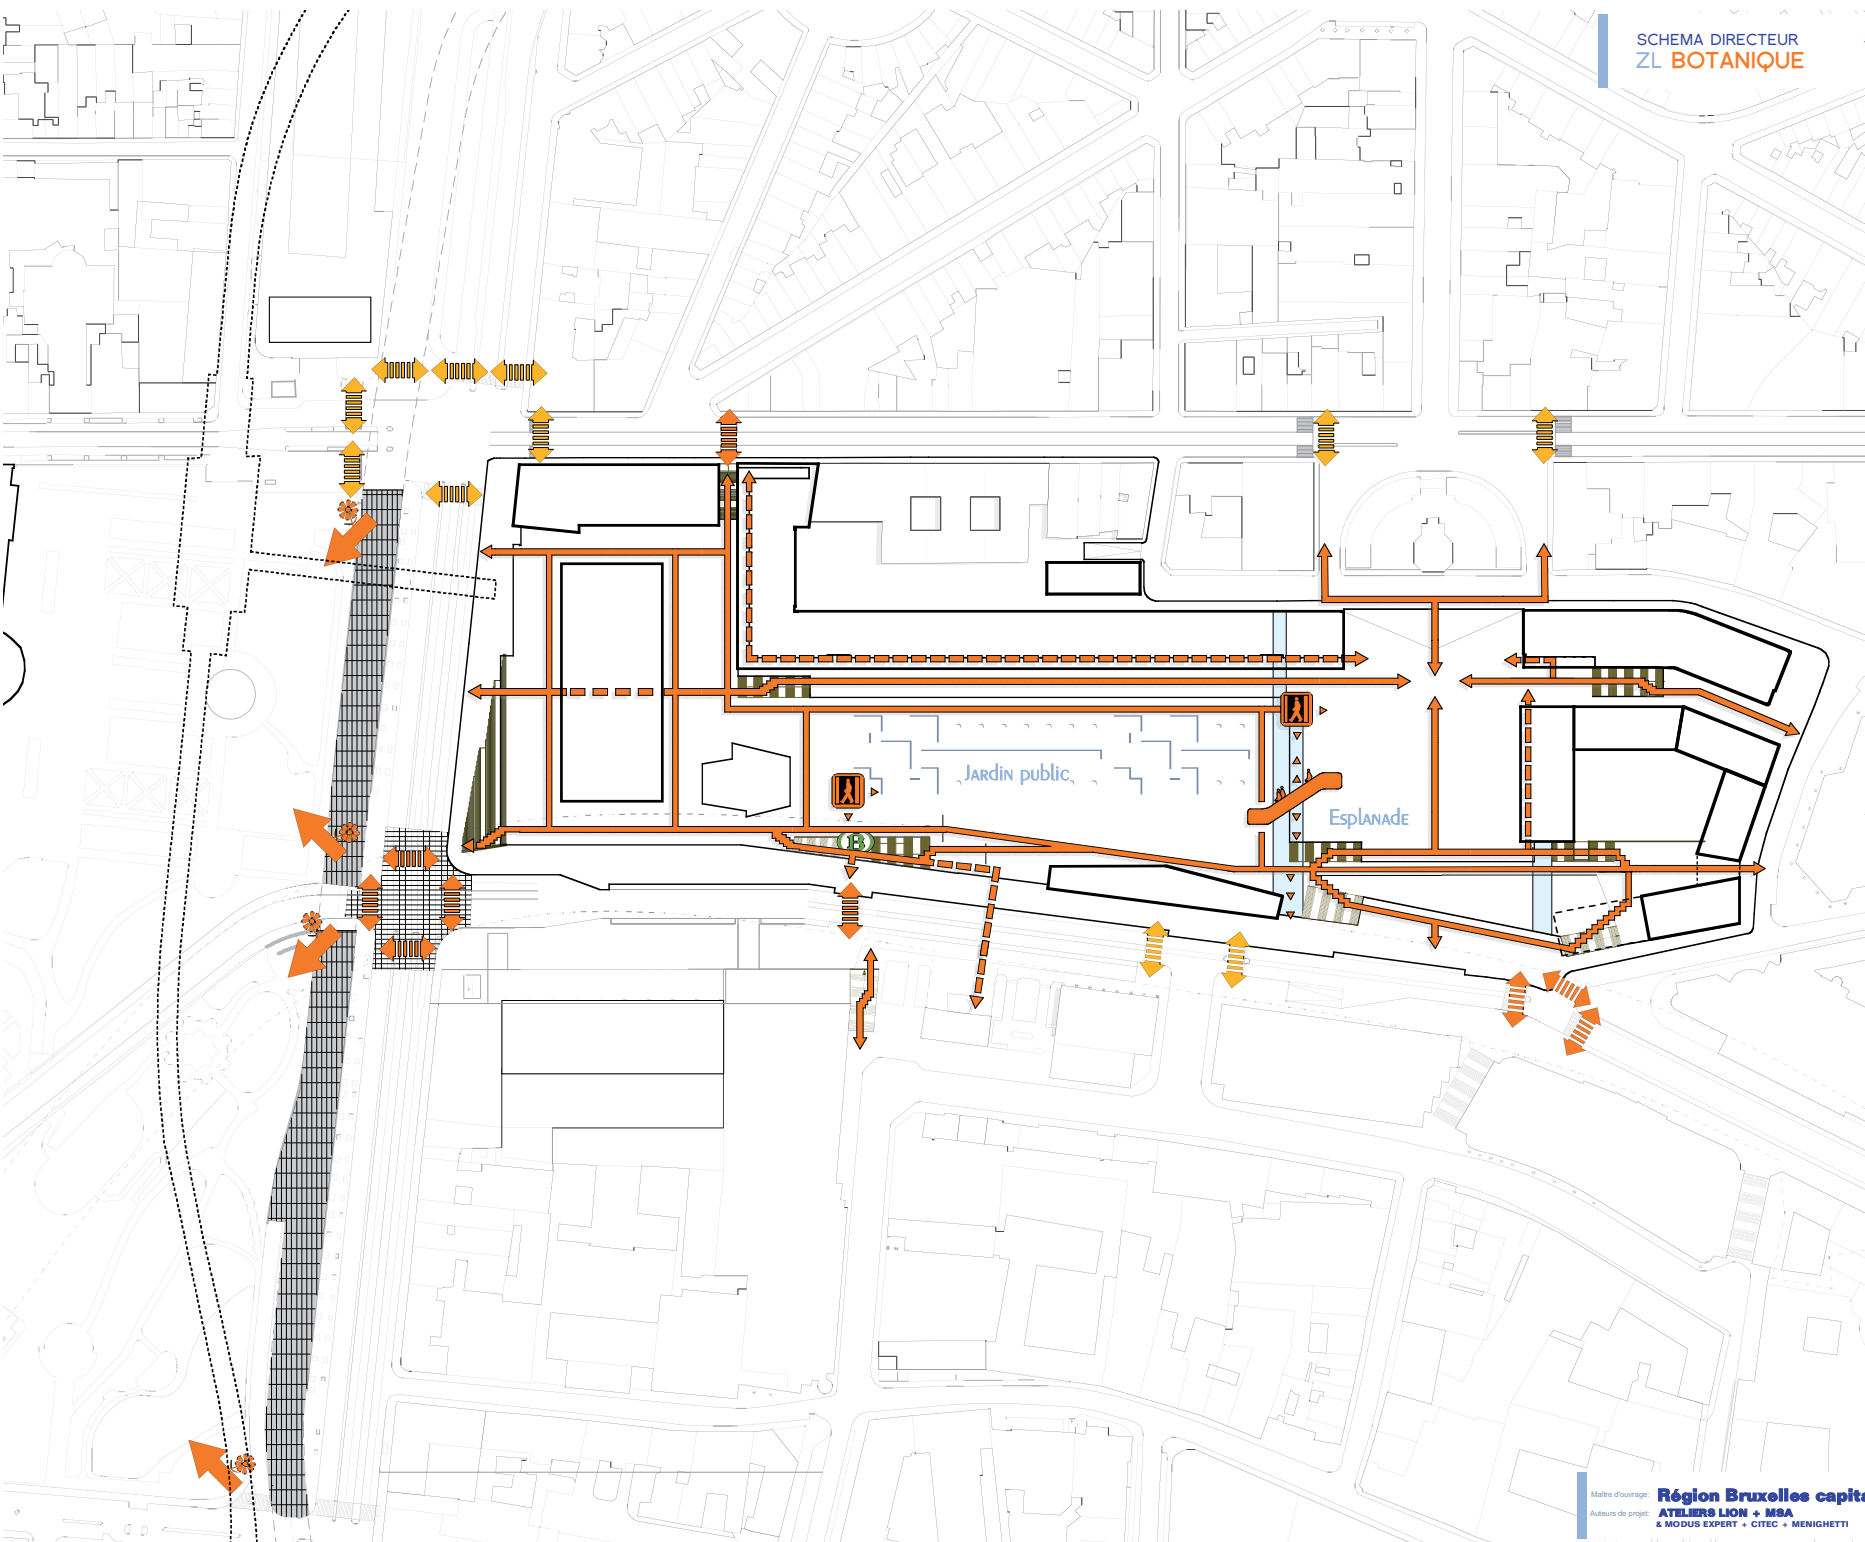 SCHEMA DIRECTEUR
ZL BOTANIQUE
Jardin public
Esplanade
B
Maître d'ouvrage: Région Bruxelles capita
Auteurs de projet: ATELIERS LION + MSA
& MODUS EXPERT + CITEC + MENIGHETTI